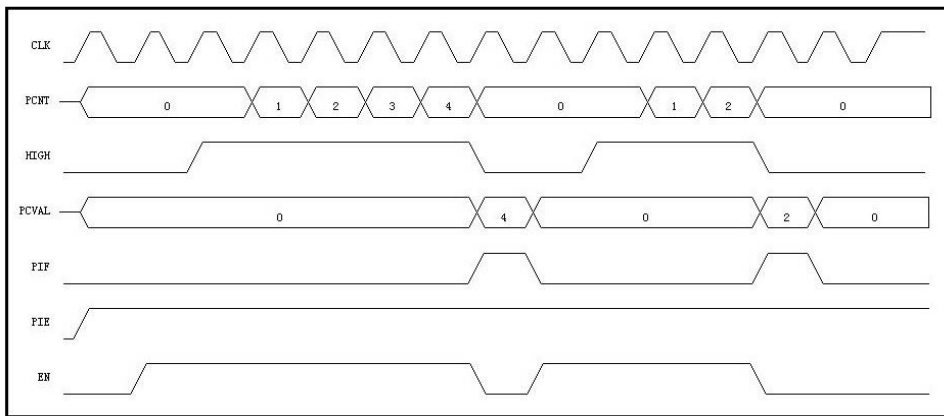 CLK
PCNT 0 1 2 3 4 0 1 2 0
HIGH
PCVAL 0 4 0 2 0
PIF
PIE
EN